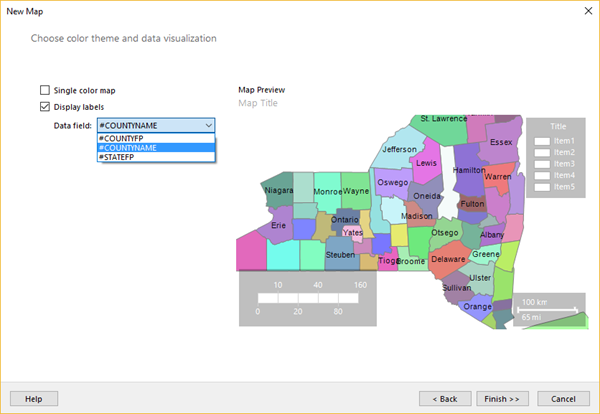 New Map
Choose color theme and data visualization
Single color map
Display labels
Data field:
#COUNTYNAME
#COUNTYFP
#COUNTYNAME
#STATEFP
Map Preview
Map Title
St. Lawrence
Essex
Jefferson
Lewis
Hamilton
Warren
Niagara
Monroe
Wayne
Oswego
Oneida
Fulton
Madison
Erie
Ontario
Yates
Otsego
Albany
Steuben
Tioga
Broome
Delaware
Greene
Ulster
Sullivan
Orange
Title
Item1
Item2
Item3
Item4
Item5
10 40 160
0 20 80
100 km
65 mi
Help
< Back
Finish >>
Cancel